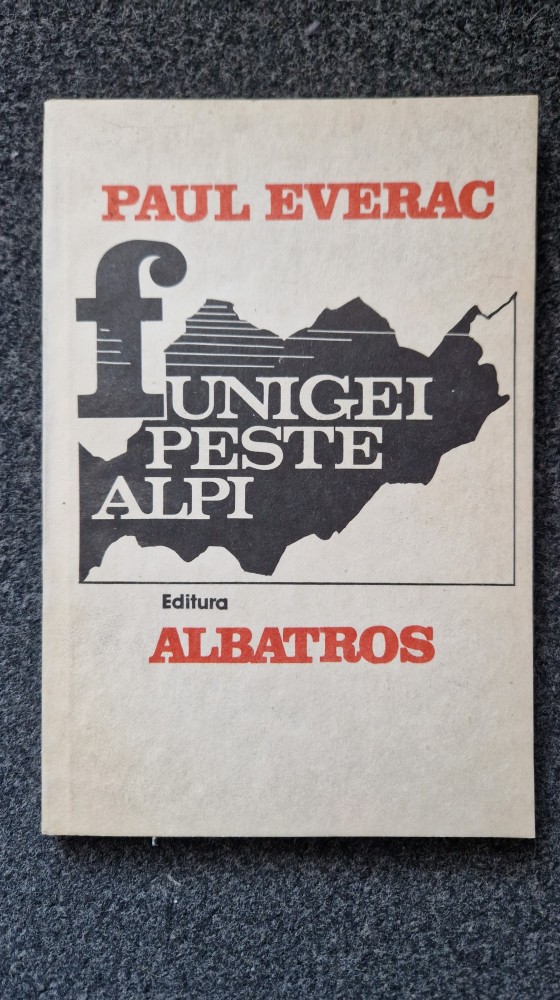 PAUL EVERAC
fUNIGEI
PESTE
ALPI
Editura
ALBATROS